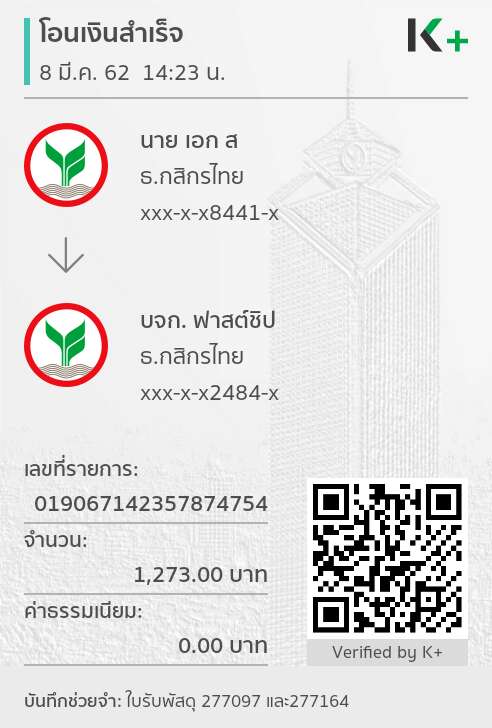 โอนเงินสำเร็จ
8 มี.ค. 62 14:23 น.
K+
นาย เอก ส
ธ.กสิกรไทย
xxx-x-x8441-x
บจก. ฟาสต์ชิป
ธ.กสิกรไทย
xxx-x-x2484-x
เลขที่รายการ:
019067142357874754
จำนวน:
1,273.00 บาท
ค่าธรรมเนียม:
0.00 บาท
Verified by K+
บันทึกช่วยจำ: ใบรับพัสดุ 277097 และ277164